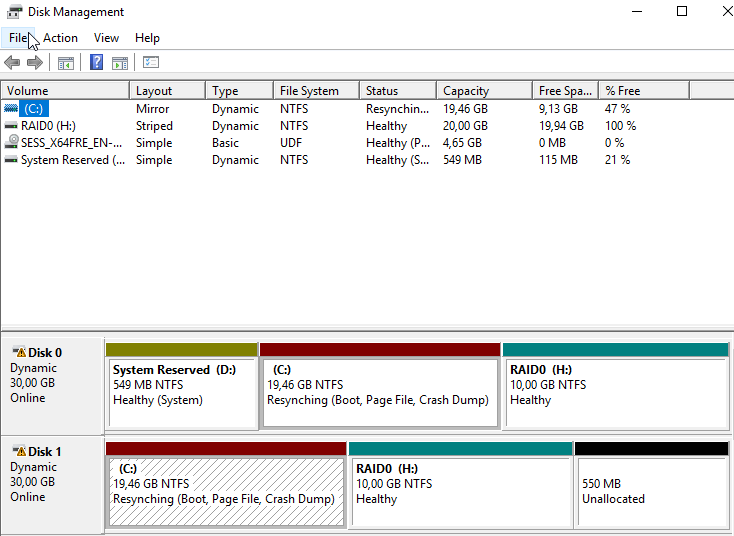 Disk Management
File Action View Help
Volume Layout Type File System Status Capacity Free Spa... % Free
(C:) Mirror Dynamic NTFS Resynchin... 19,46 GB 9,13 GB 47 %
RAID0 (H:) Striped Dynamic NTFS Healthy 20,00 GB 19,94 GB 100 %
SESS_X64FRE_EN-... Simple Basic UDF Healthy (P... 4,65 GB 0 MB 0 %
System Reserved (... Simple Dynamic NTFS Healthy (S... 549 MB 115 MB 21 %
Disk 0
Dynamic
30,00 GB
Online
System Reserved (D:)
549 MB NTFS
Healthy (System)
(C:)
19,46 GB NTFS
Resynching (Boot, Page File, Crash Dump)
RAID0 (H:)
10,00 GB NTFS
Healthy
Disk 1
Dynamic
30,00 GB
Online
(C:)
19,46 GB NTFS
Resynching (Boot, Page File, Crash Dump)
RAID0 (H:)
10,00 GB NTFS
Healthy
550 MB
Unallocated